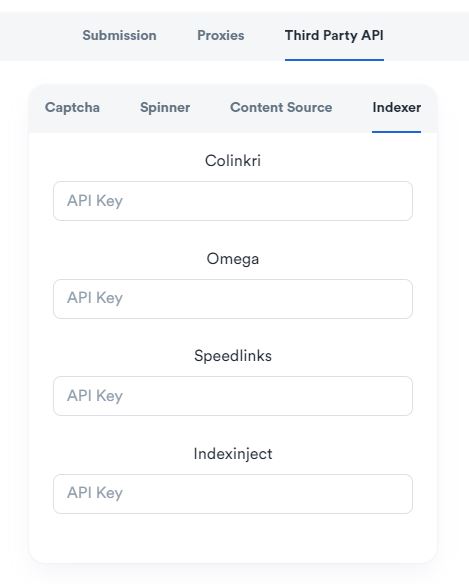 Submission Proxies Third Party API
Captcha Spinner Content Source Indexer
Colinkri
API Key
Omega
API Key
Speedlinks
API Key
Indexinject
API Key